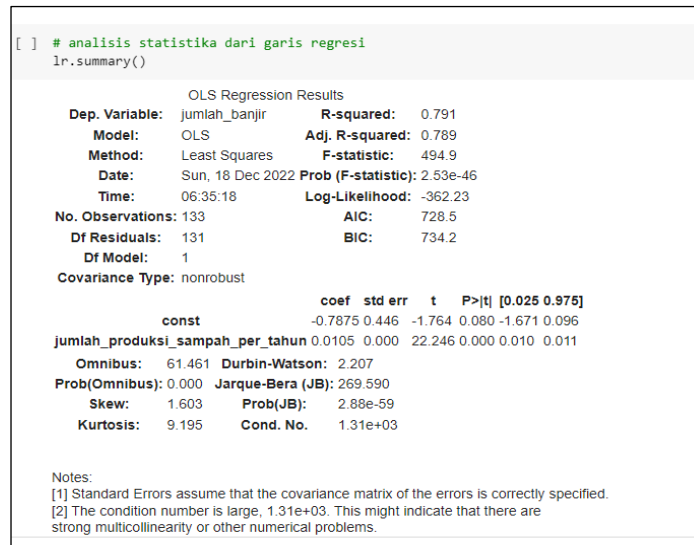 [ ] # analisis statistika dari garis regresi
lr.summary()
OLS Regression Results
Dep. Variable: jumlah_banjir R-squared: 0.791
Model: OLS Adj. R-squared: 0.789
Method: Least Squares F-statistic: 494.9
Date: Sun, 18 Dec 2022 Prob (F-statistic): 2.53e-46
Time: 06:35:18 Log-Likelihood: -362.23
No. Observations: 133 AIC: 728.5
Df Residuals: 131 BIC: 734.2
Df Model: 1
Covariance Type: nonrobust
coef std err t P>|t| [0.025 0.975]
const -0.7875 0.446 -1.764 0.080 -1.671 0.096
jumlah_produksi_sampah_per_tahun 0.0105 0.000 22.246 0.000 0.010 0.011
Omnibus: 61.461 Durbin-Watson: 2.207
Prob(Omnibus): 0.000 Jarque-Bera (JB): 269.590
Skew: 1.603 Prob(JB): 2.88e-59
Kurtosis: 9.195 Cond. No. 1.31e+03
Notes:
[1] Standard Errors assume that the covariance matrix of the errors is correctly specified.
[2] The condition number is large, 1.31e+03. This might indicate that there are
strong multicollinearity or other numerical problems.